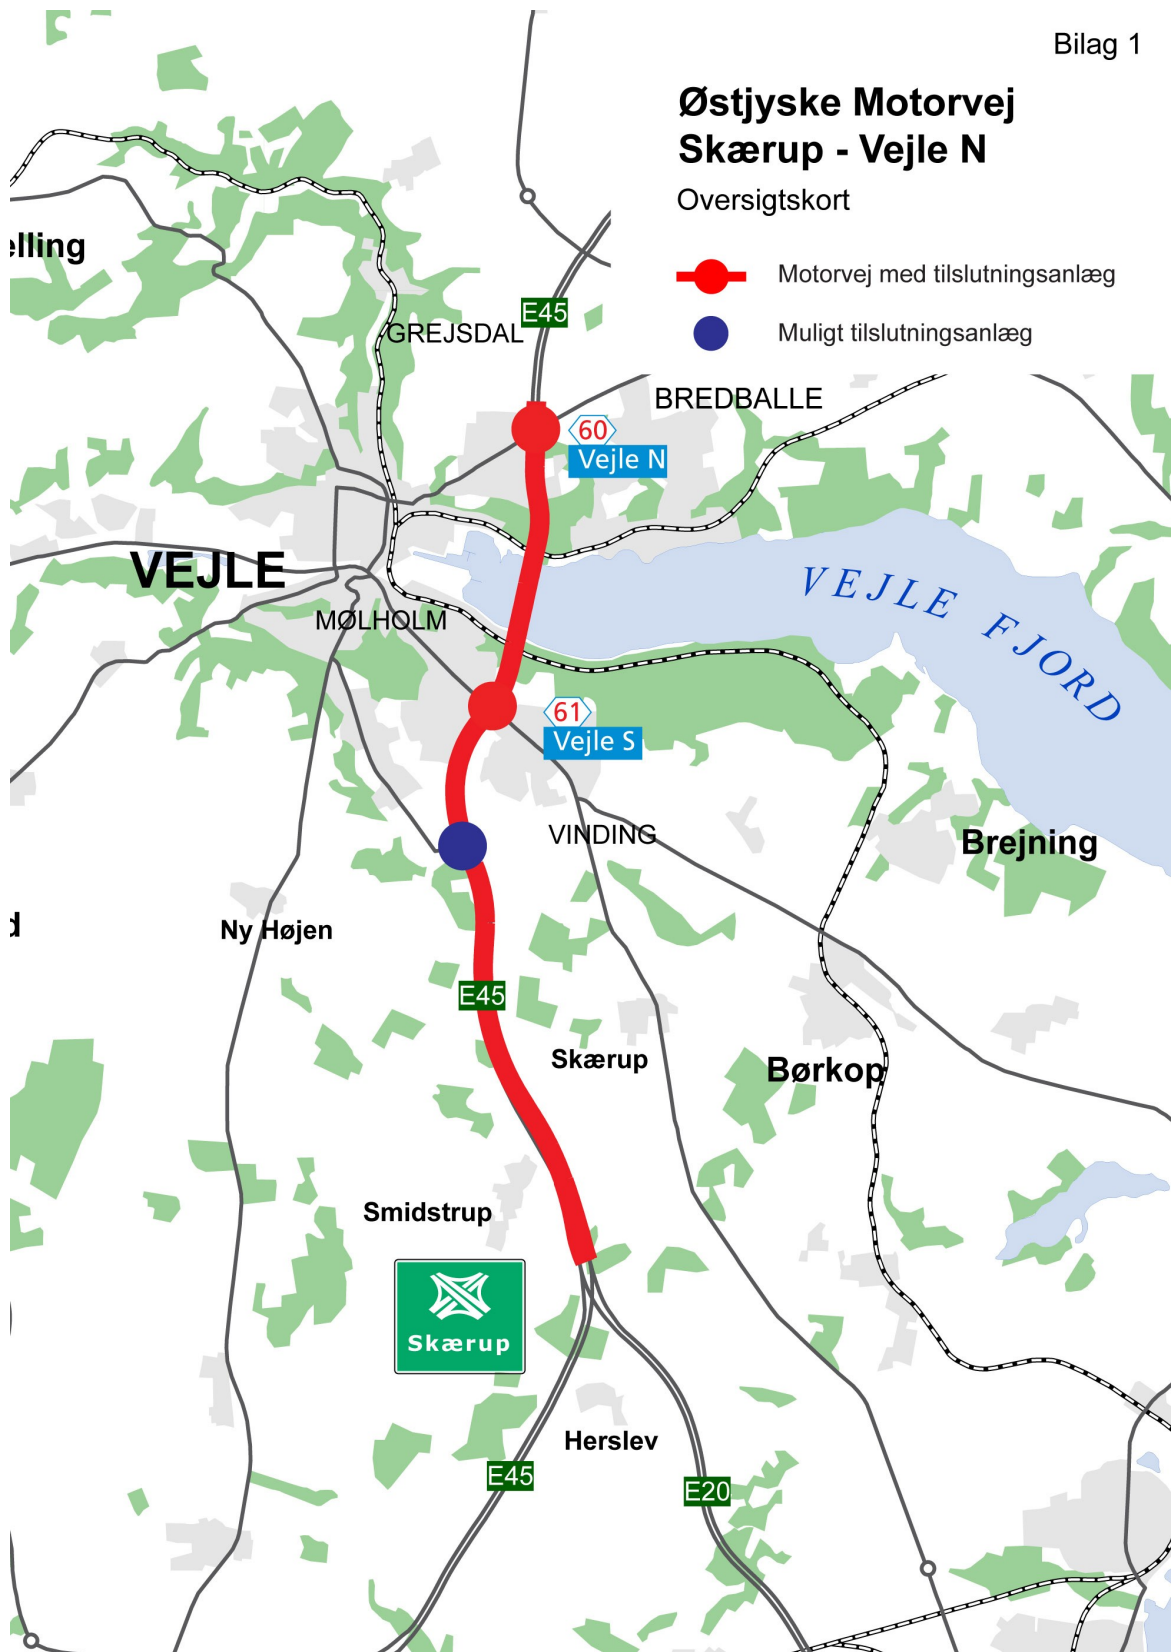 Bilag 1
Østjyske Motorvej
Skærup - Vejle N
Oversigtskort
Motorvej med tilslutningsanlæg
Muligt tilslutningsanlæg
elling
E45
GREJSDAL
BREDBALLE
60
Vejle N
VEJLE
VEJLE FJORD
MØLHOLM
61
Vejle S
VINDING
Brejning
d
Ny Højen
E45
Skærup
Børkop
Smidstrup
Skærup
Herslev
E45
E20